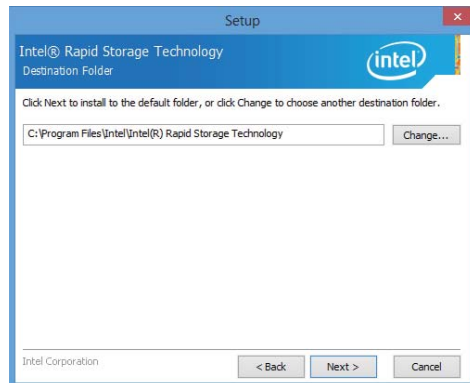 Setup
Intel® Rapid Storage Technology
Destination Folder
intel
Click Next to install to the default folder, or click Change to choose another destination folder.
C:\Program Files\Intel\Intel(R) Rapid Storage Technology
Change...
Intel Corporation
< Back
Next >
Cancel